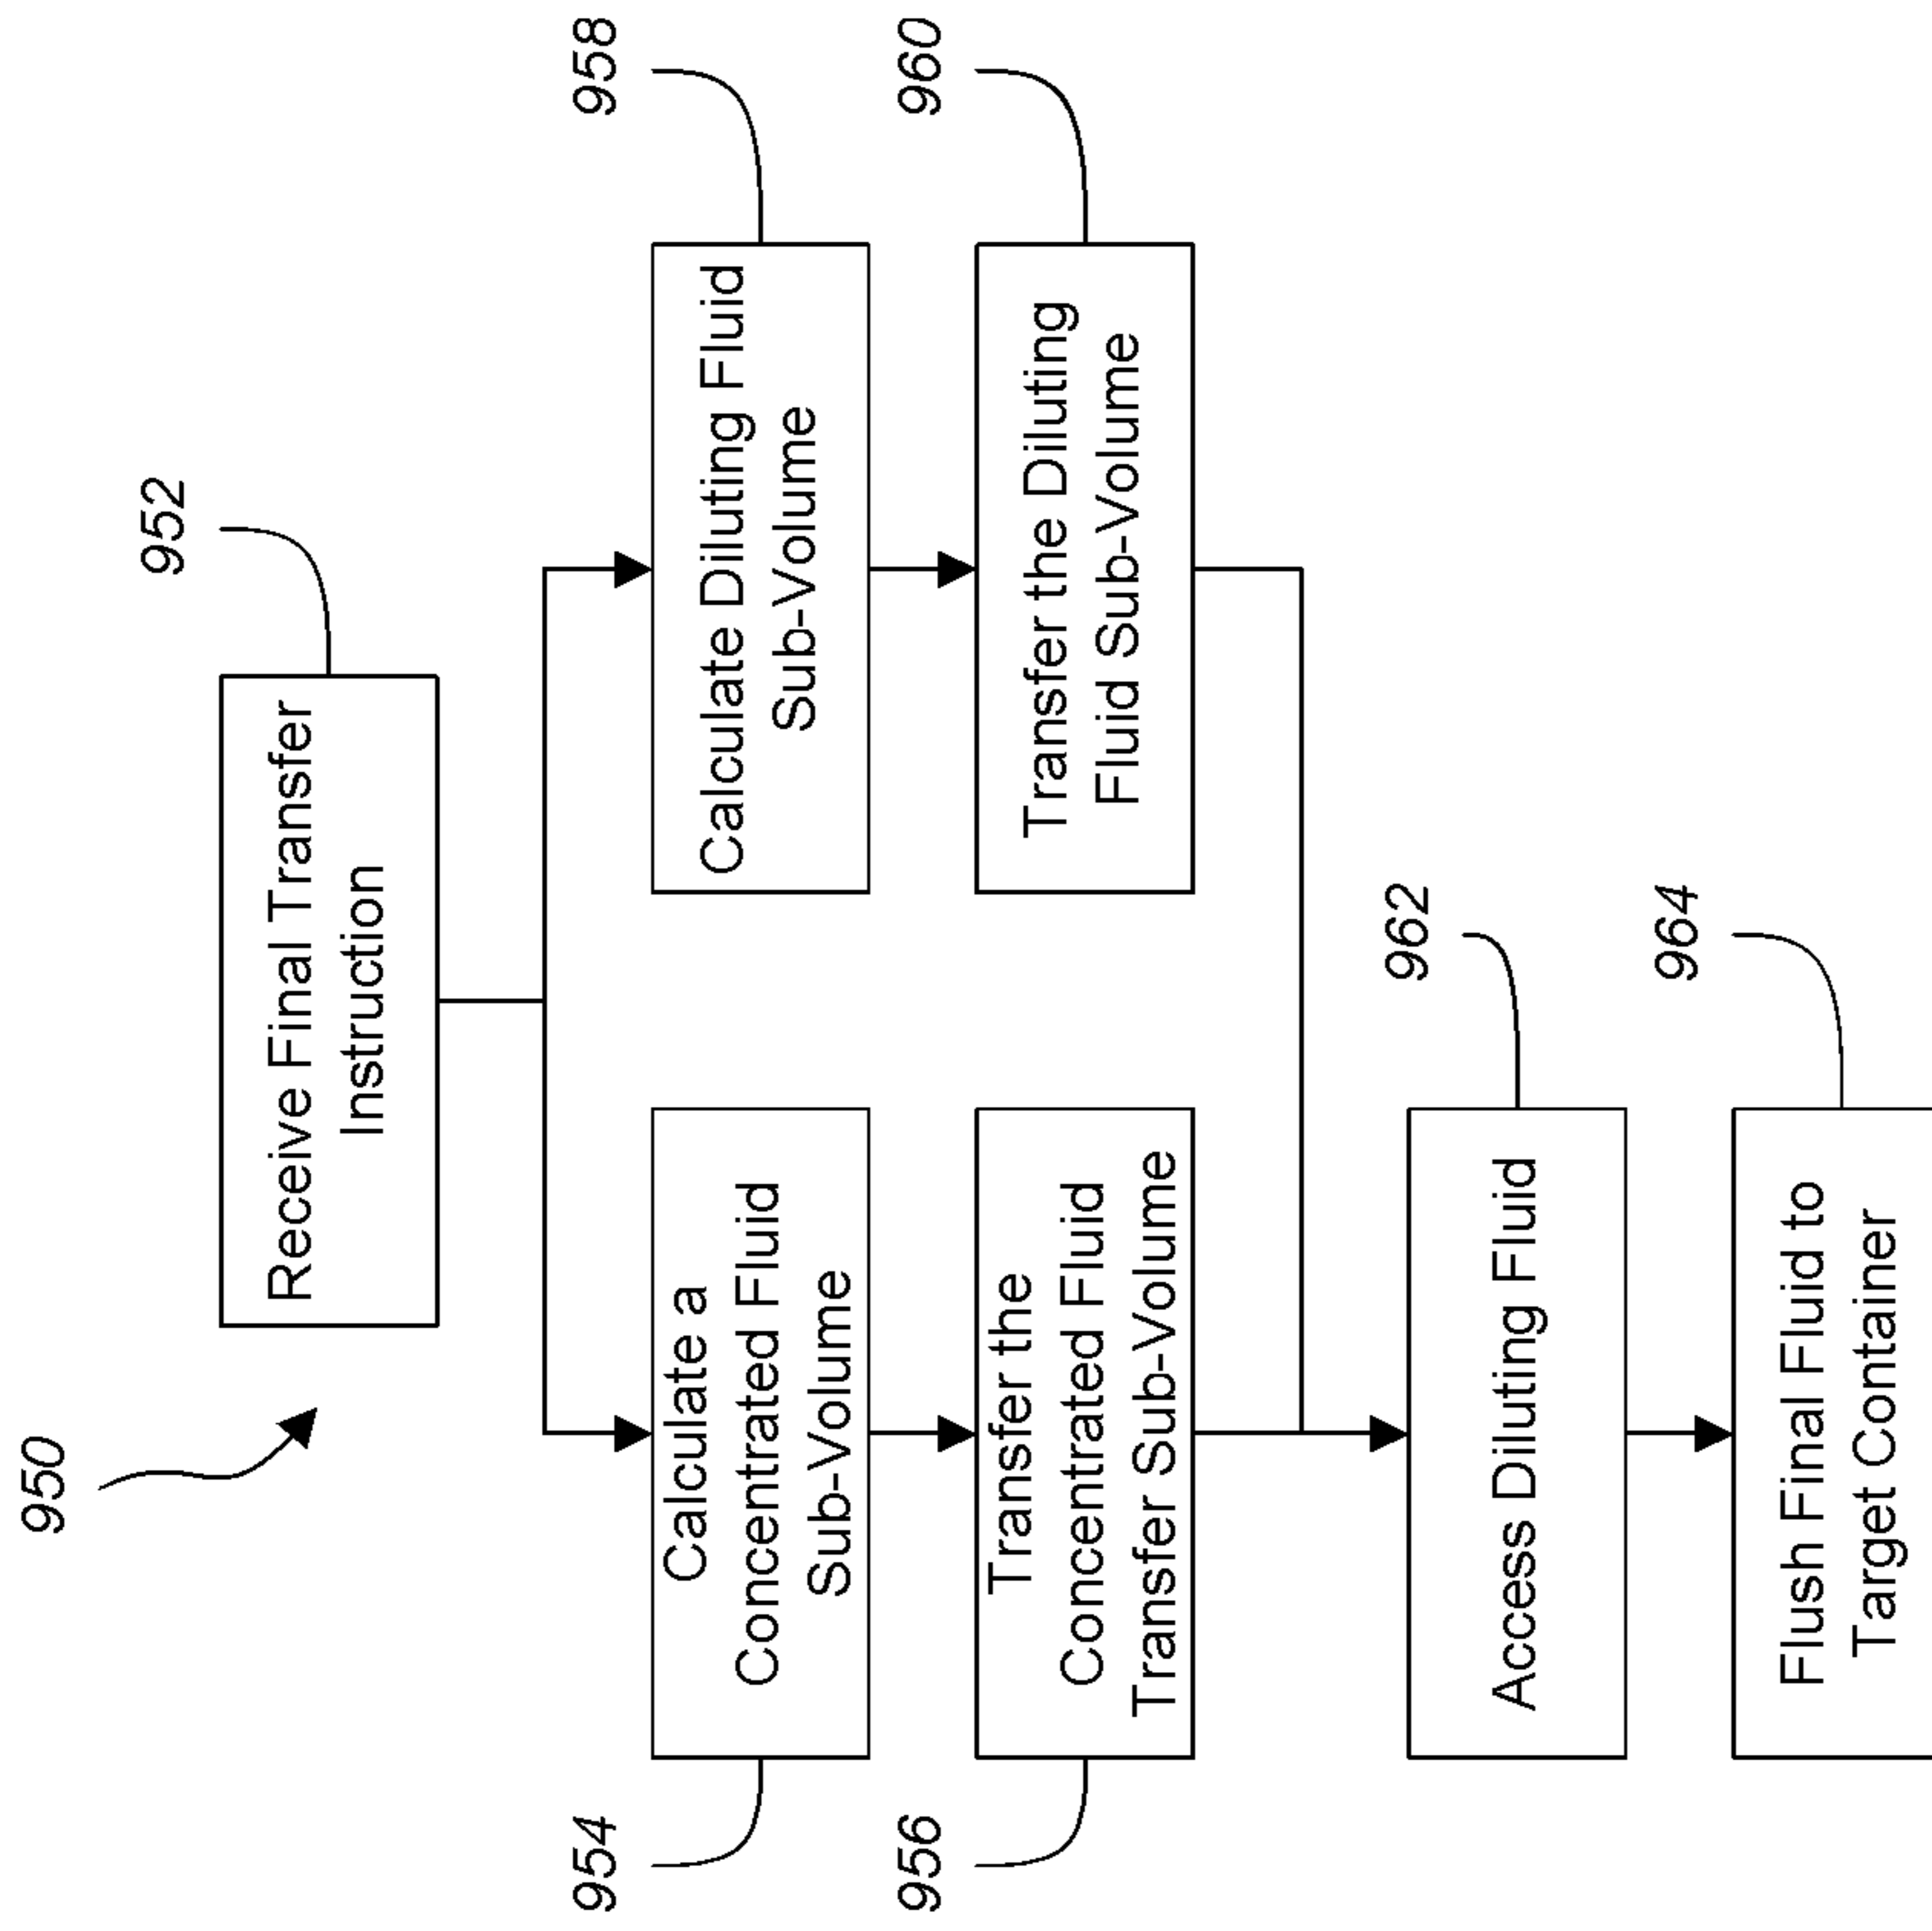 950
952
Receive Final Transfer
Instruction
954
Calculate a
Concentrated Fluid
Sub-Volume
958
Calculate Diluting Fluid
Sub-Volume
956
Transfer the
Concentrated Fluid
Transfer Sub-Volume
960
Transfer the Diluting
Fluid Sub-Volume
962
Access Diluting Fluid
964
Flush Final Fluid to
Target Container